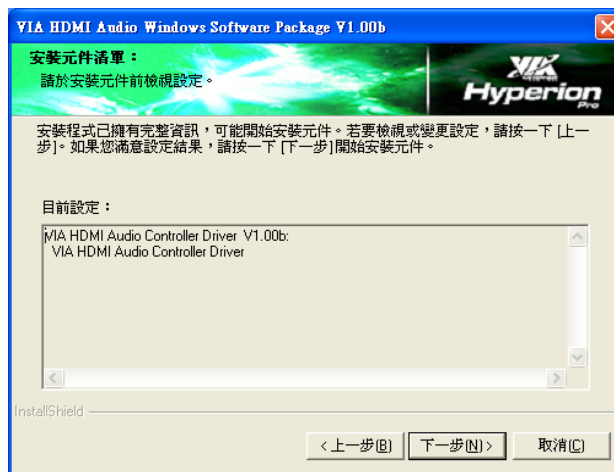 VIA HDMI Audio Windows Software Package V1.00b
安裝元件清單：
請於安裝元件前檢視設定。
VIA
Hyperion
Pro
安裝程式已擁有完整資訊，可能開始安裝元件。若要檢視或變更設定，請按一下 [上一
步]。如果您滿意設定結果，請按一下 [下一步]開始安裝元件。
目前設定：
VIA HDMI Audio Controller Driver V1.00b:
VIA HDMI Audio Controller Driver
InstallShield
<上一步(B)
下一步(N)>
取消(C)